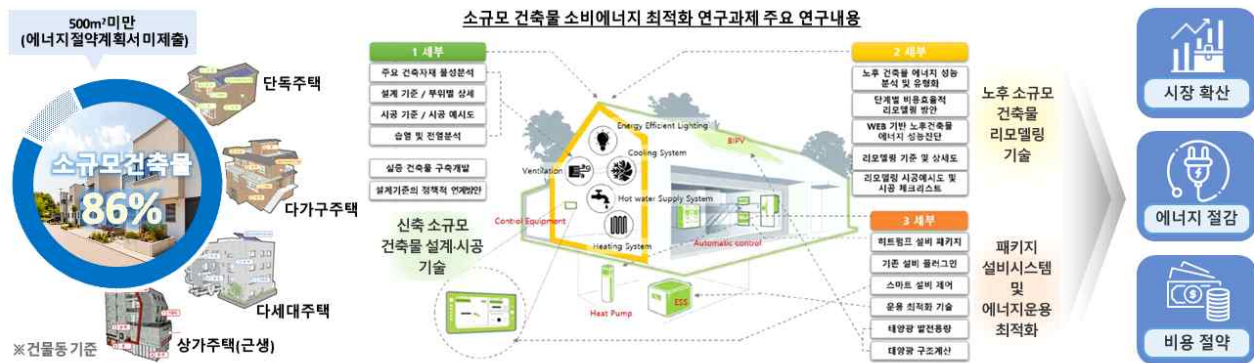 500m²미만
(에너지절약계획서 미제출)
소규모건축물
86%
단독주택
다가구주택
다세대주택
상가주택(근생)
※건물동 기준
소규모 건축물 소비에너지 최적화 연구과제 주요 연구내용
1 세부
주요 건축자재 물성분석
설계 기준 / 부위별 상세
시공 기준 / 시공 예시도
습열 및 전열분석
실증 건축물 구축개발
설계기준의 정책적 연계방안
신축 소규모
건축물 설계·시공
기술
Energy Efficient Lighting
Cooling System
Ventilation
Hot water Supply System
Control Equipment
Heating System
BIPV
Automatic control
Heat Pump
ESS
2 세부
노후 건축물 에너지 성능
분석 및 유형화
단계별 비용효율적
리모델링 방안
WEB 기반 노후건축물
에너지 성능진단
리모델링 기준 및 상세도
리모델링 시공예시도 및
시공 체크리스트
노후 소규모
건축물
리모델링
기술
3 세부
히트펌프 설비 패키지
기존 설비 플러그인
스마트 설비 제어
운용 최적화 기술
태양광 발전용량
태양광 구조계산
패키지
설비시스템
및
에너지운용
최적화
시장 확산
에너지 절감
비용 절약